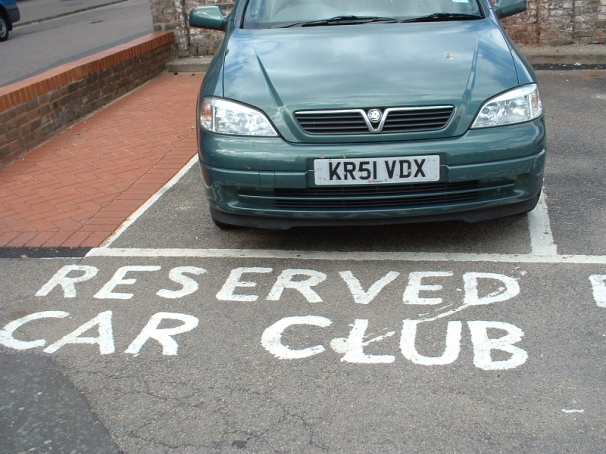 KR51 VDX
RESERVED
CAR CLUB